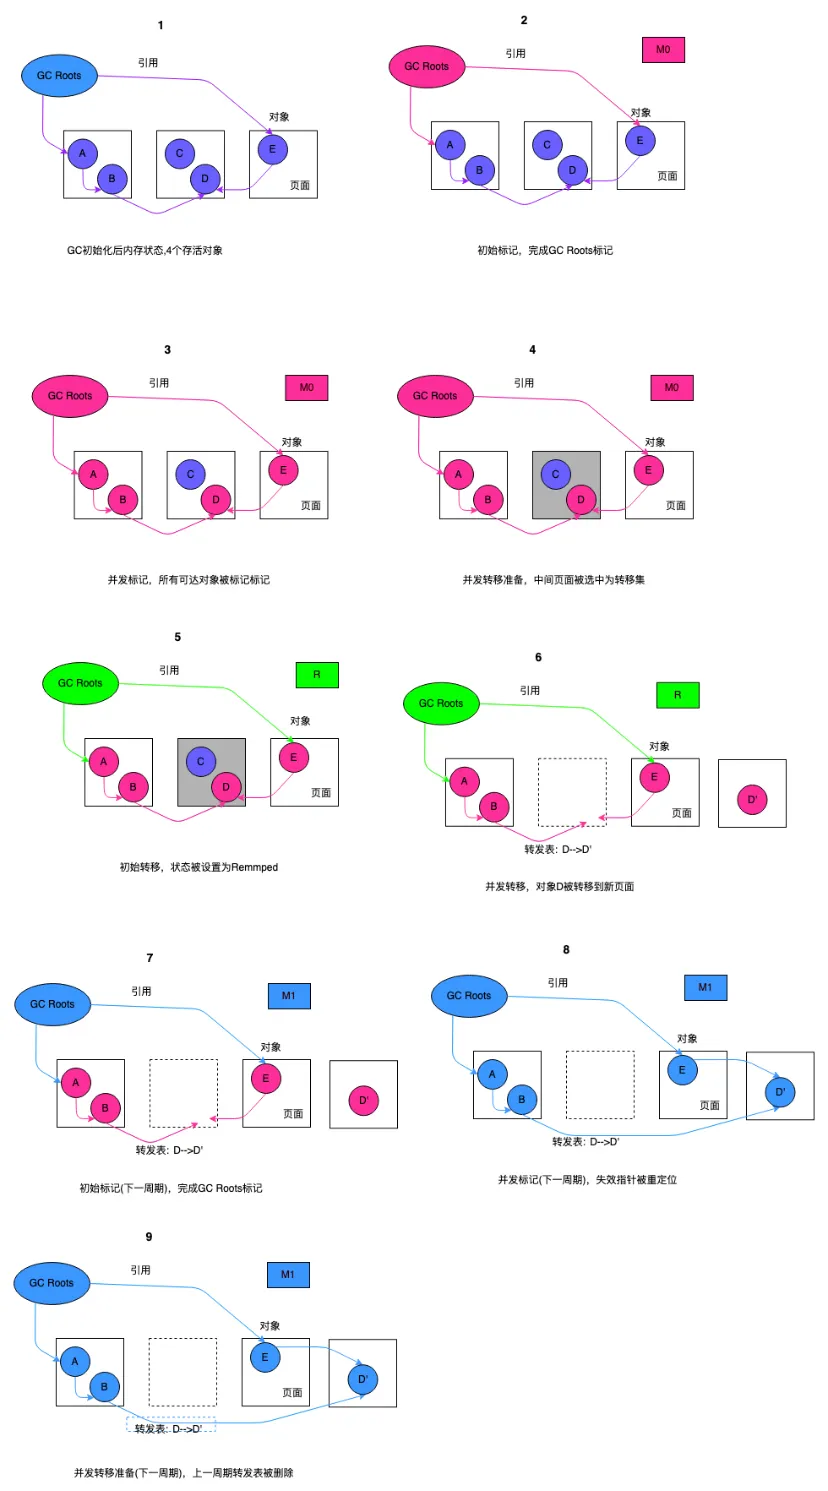 1
引用
GC Roots
对象
A
B
C
D
E
页面
GC初始化后内存状态,4个存活对象
2
M0
引用
GC Roots
对象
A
B
C
D
E
页面
初始标记，完成GC Roots标记
3
M0
引用
GC Roots
对象
A
B
C
D
E
页面
并发标记，所有可达对象被标记标记
4
M0
引用
GC Roots
对象
A
B
C
D
E
页面
并发转移准备，中间页面被选中为转移集
5
R
引用
GC Roots
对象
A
B
C
D
E
页面
初始转移，状态被设置为Remmped
6
R
引用
GC Roots
对象
A
B
E
页面
D'
转发表: D-->D'
并发转移，对象D被转移到新页面
7
M1
引用
GC Roots
对象
A
B
E
页面
D'
转发表: D-->D'
初始标记(下一周期)，完成GC Roots标记
8
M1
引用
GC Roots
对象
A
B
E
页面
D'
转发表: D-->D'
并发标记(下一周期)，失效指针被重定位
9
M1
引用
GC Roots
对象
A
B
E
页面
D'
转发表: D-->D'
并发转移准备(下一周期)，上一周期转发表被删除